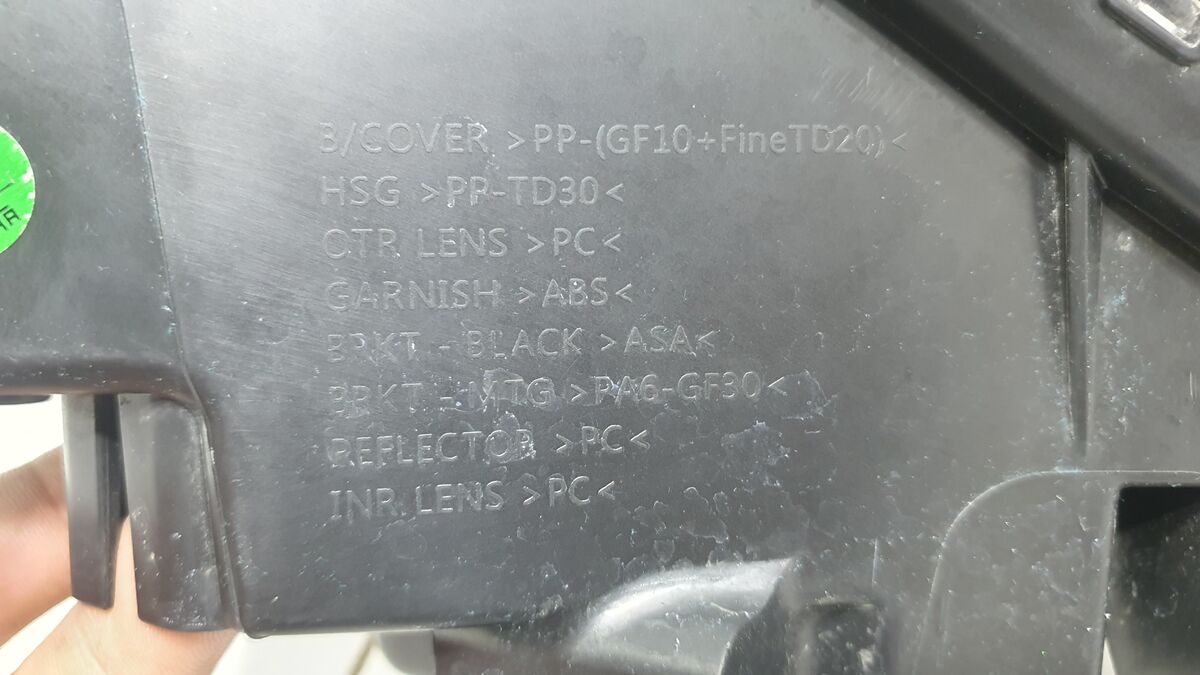 3/COVER >PP-(GF10+FineTD20)<
HSG >PP-TD30<
OTR LENS >PC<
GARNISH >ABS<
BRKT - BLACK >ASA<
BRKT - MTG >PA6-GF30<
REFLECTOR >PC<
INR LENS >PC<